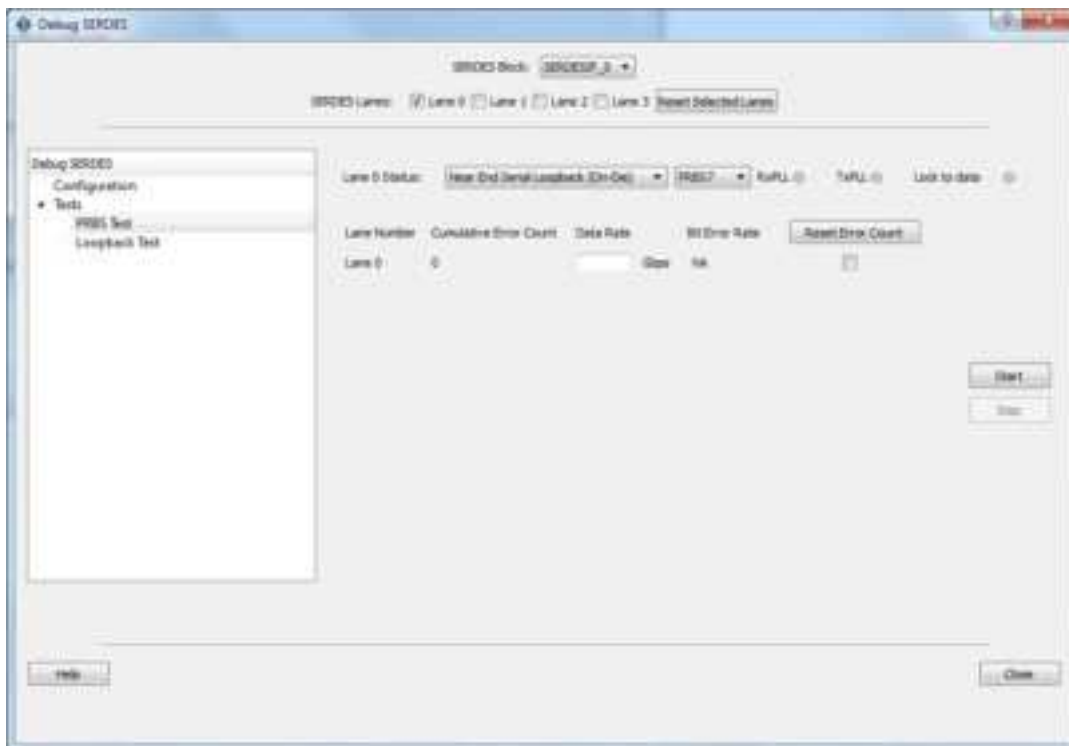 Debug SERDES
SERDES Block: SERDESIF_0
SERDES Lanes: Lane 0 Lane 1 Lane 2 Lane 3 Reset Selected Lanes
Debug SERDES
Configuration
Tests
PRBS Test
Loopback Test
Lane 0 Status: Near End Serial Loopback (On-Die) PRBS7 RxPLL TxPLL Lock to data
Lane Number Cumulative Error Count Data Rate Bit Error Rate Reset Error Count
Lane 0 0 Gbps NA
Start
Stop
Help Close